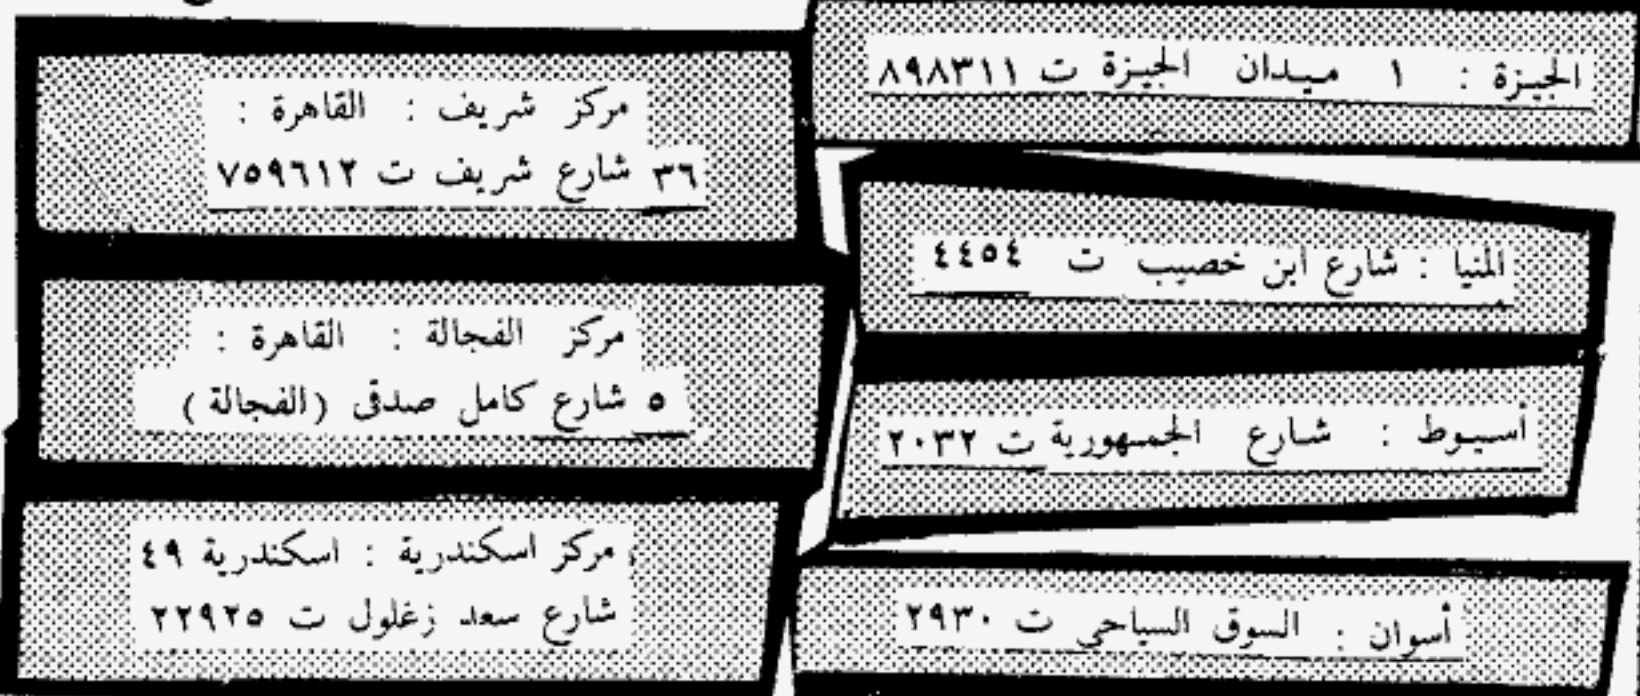 الجيزة : ١ ميدان الجيزة ت ٨٩٨٣١١
المنيا : شارع ابن خصيب ت ٤٤٥٤
أسيوط : شارع الجمهورية ت ٢٠٣٢
أسوان : السوق السياحي ت ٢٩٣٠
مركز شريف : القاهرة :
٣٦ شارع شريف ت ٧٥٩٦١٢
مركز الفجالة : القاهرة :
٥ شارع كامل صدقى (الفجالة)
مركز اسكندرية : اسكندرية ٤٩
شارع سعد زغلول ت ٢٢٩٢٥